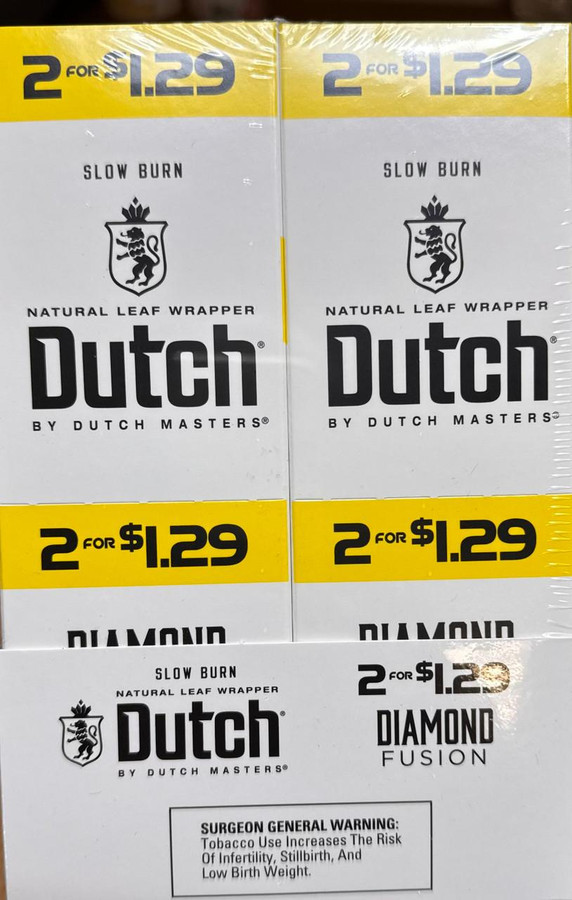 2 FOR $1.29
2 FOR $1.29
SLOW BURN
SLOW BURN
NATURAL LEAF WRAPPER
Dutch®
BY DUTCH MASTERS®
NATURAL LEAF WRAPPER
Dutch®
BY DUTCH MASTERS®
2 FOR $1.29
2 FOR $1.29
DIAMOND
DIAMOND
SLOW BURN
NATURAL LEAF WRAPPER
Dutch®
BY DUTCH MASTERS®
2 FOR $1.29
DIAMOND
FUSION
SURGEON GENERAL WARNING:
Tobacco Use Increases The Risk
Of Infertility, Stillbirth, And
Low Birth Weight.